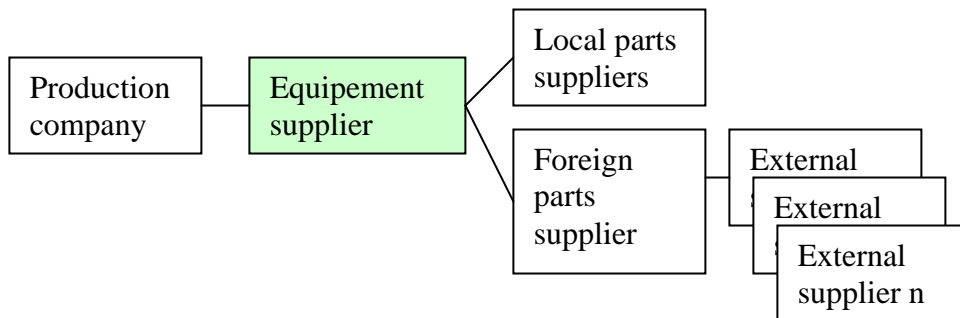 Production
company
Equipement
supplier
Local parts
suppliers
Foreign
parts
supplier
External
External
External
supplier n